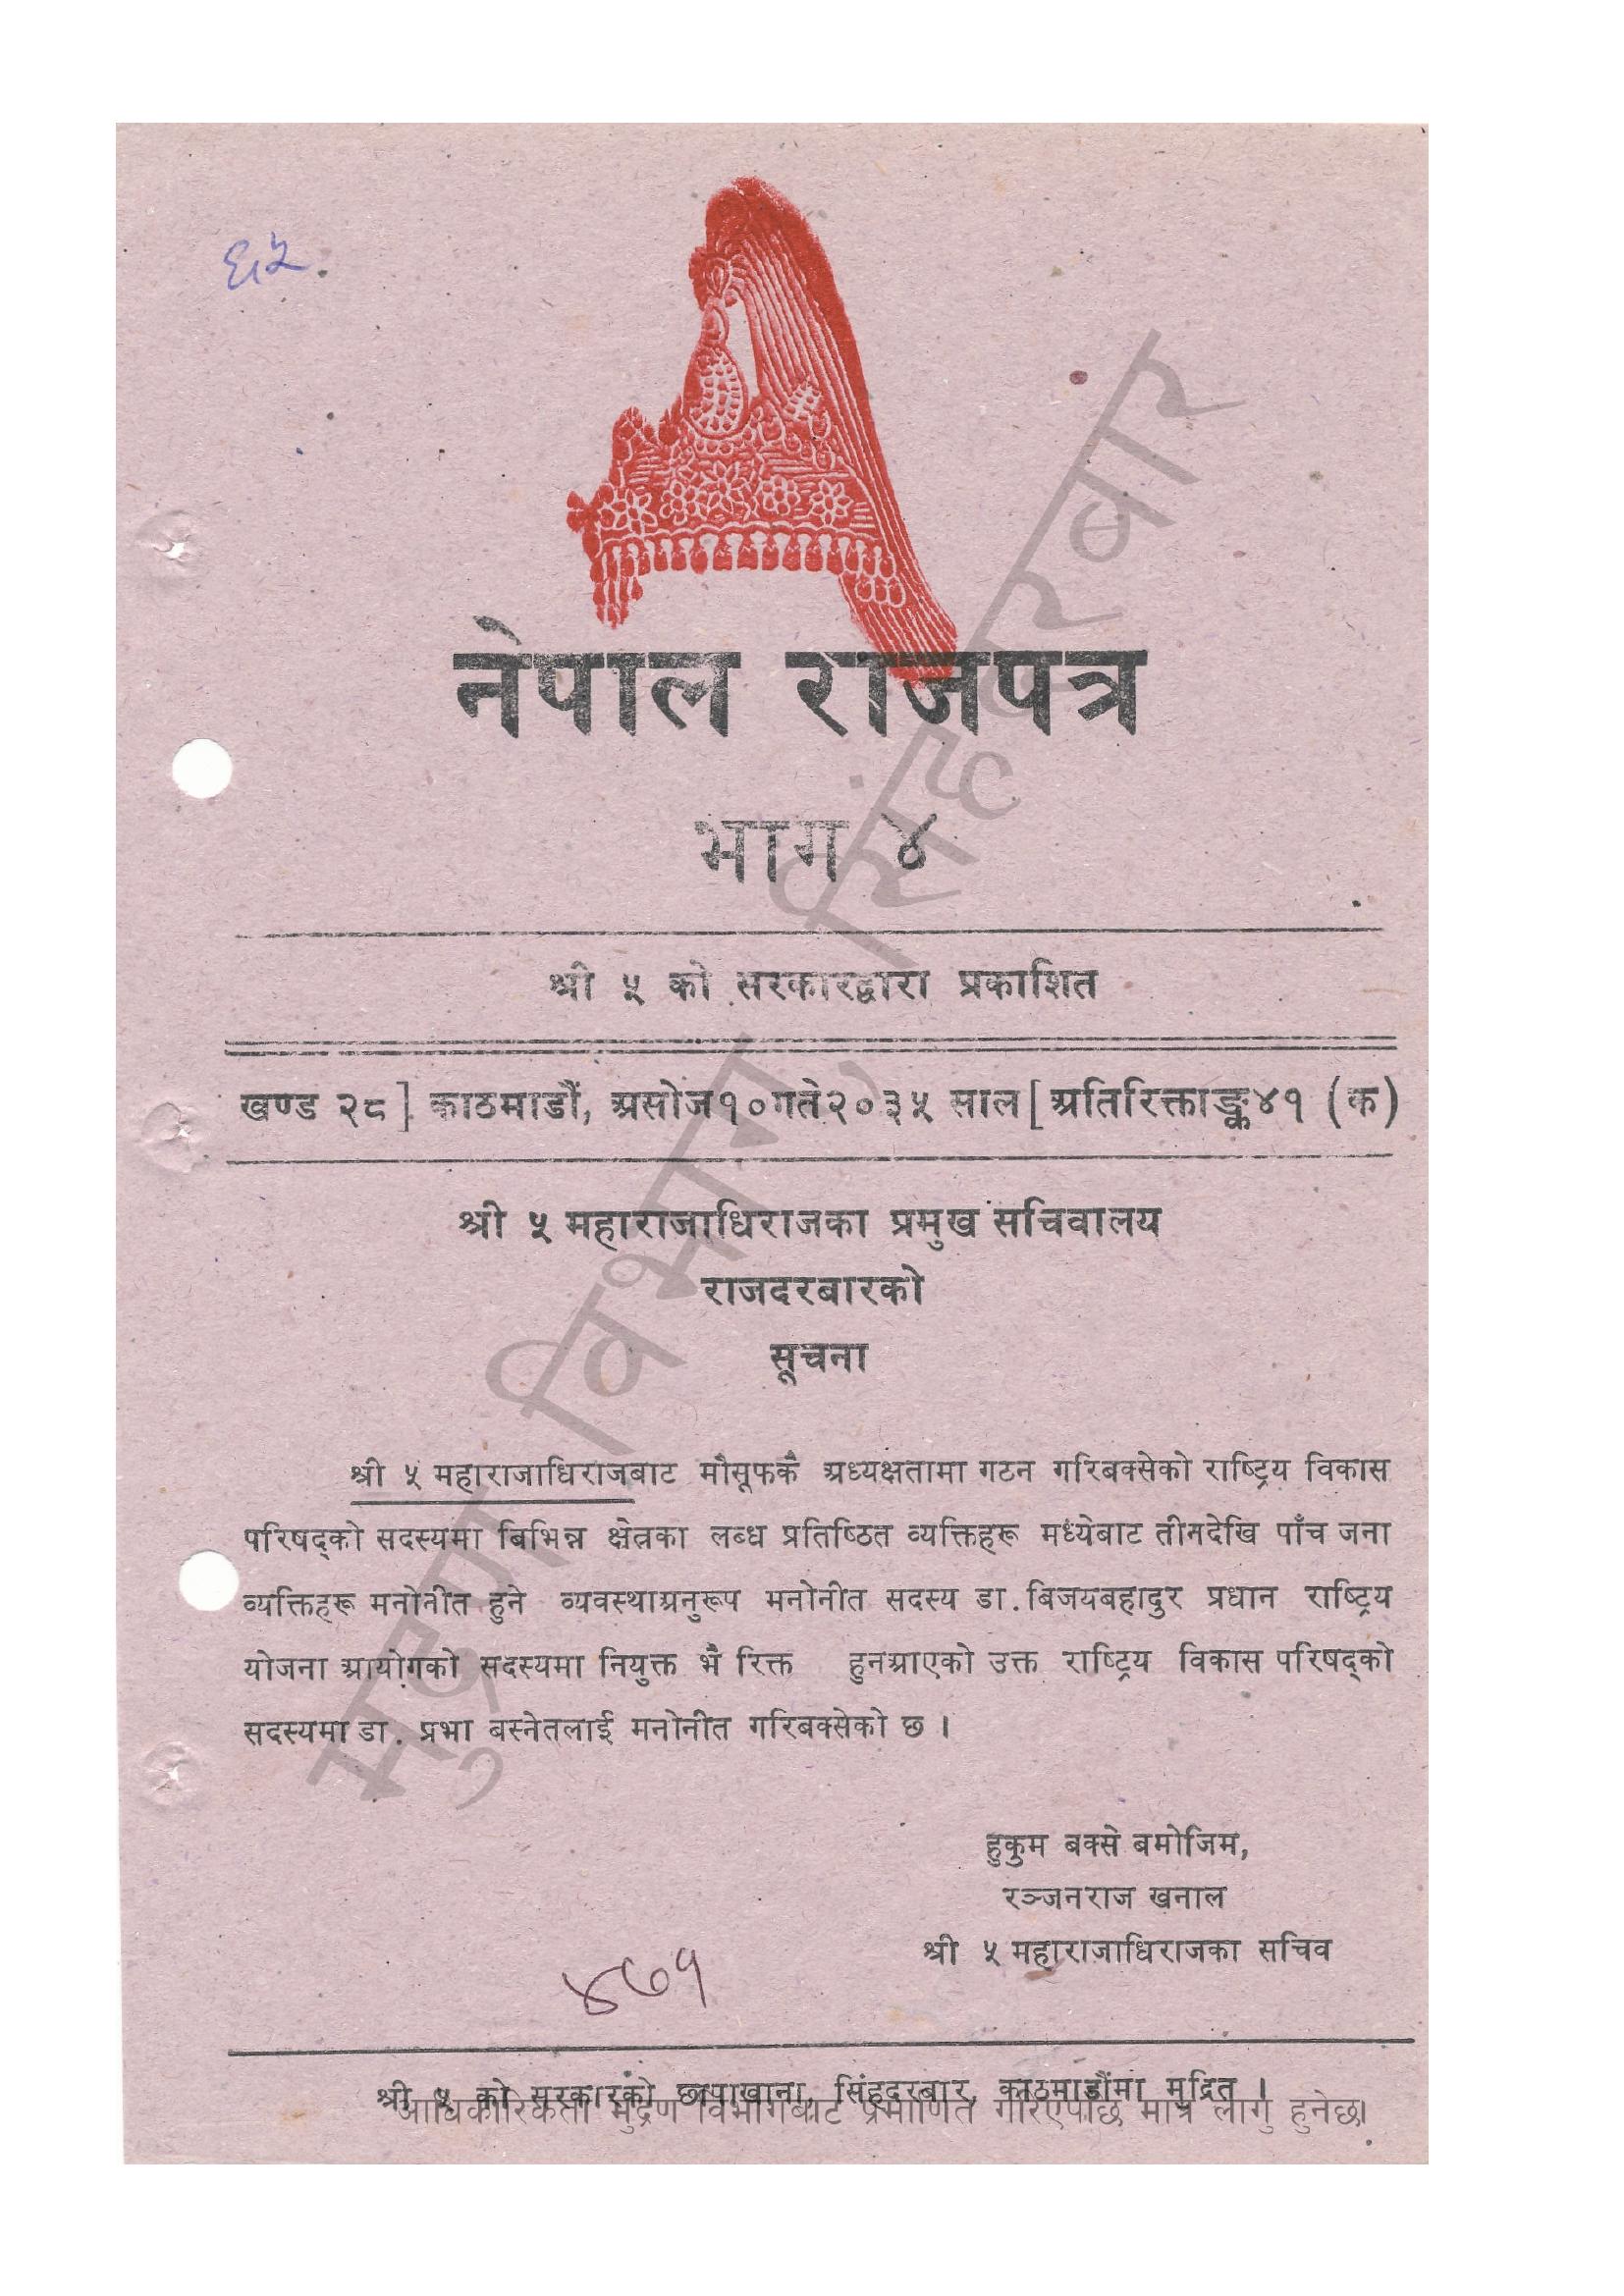 नेपाल राजपत्र
भाग ४
श्री ५ को सरकारद्वारा प्रकाशित
खण्ड २८] काठमाडौं, असोज१०गते२०३५ साल [अतिरिक्ताङ्क४१ (क)
श्री ५ महाराजाधिराजका प्रमुख सचिवालय
राजदरबारको
सूचना
श्री ५ महाराजाधिराजबाट मौसूफकै अध्यक्षतामा गठन गरिबक्सेको राष्ट्रिय विकास
परिषद्को सदस्यमा बिभिन्न क्षेत्रका लब्ध प्रतिष्ठित व्यक्तिहरू मध्येबाट तीनदेखि पाँच जना
व्यक्तिहरू मनोनीत हुने व्यवस्थाअनुरूप मनोनीत सदस्य डा. बिजयबहादुर प्रधान राष्ट्रिय
योजना आयोगको सदस्यमा नियुक्त भै रिक्त हुनआएको उक्त राष्ट्रिय विकास परिषद्को
सदस्यमा डा. प्रभा बस्नेतलाई मनोनीत गरिबक्सेको छ ।
हुकुम बक्से बमोजिम,
रञ्जनराज खनाल
श्री ५ महाराजाधिराजका सचिव
४७१
श्री ५ को सरकारको छापाखाना, सिंहदरबार, काठमाडौंमा मुद्रित ।
आधिकारिकता मुद्रण विभागबाट प्रमाणित गरिएपछि मात्र लागु हुनेछ।
मुद्रण विभाग, सिंहदरबार